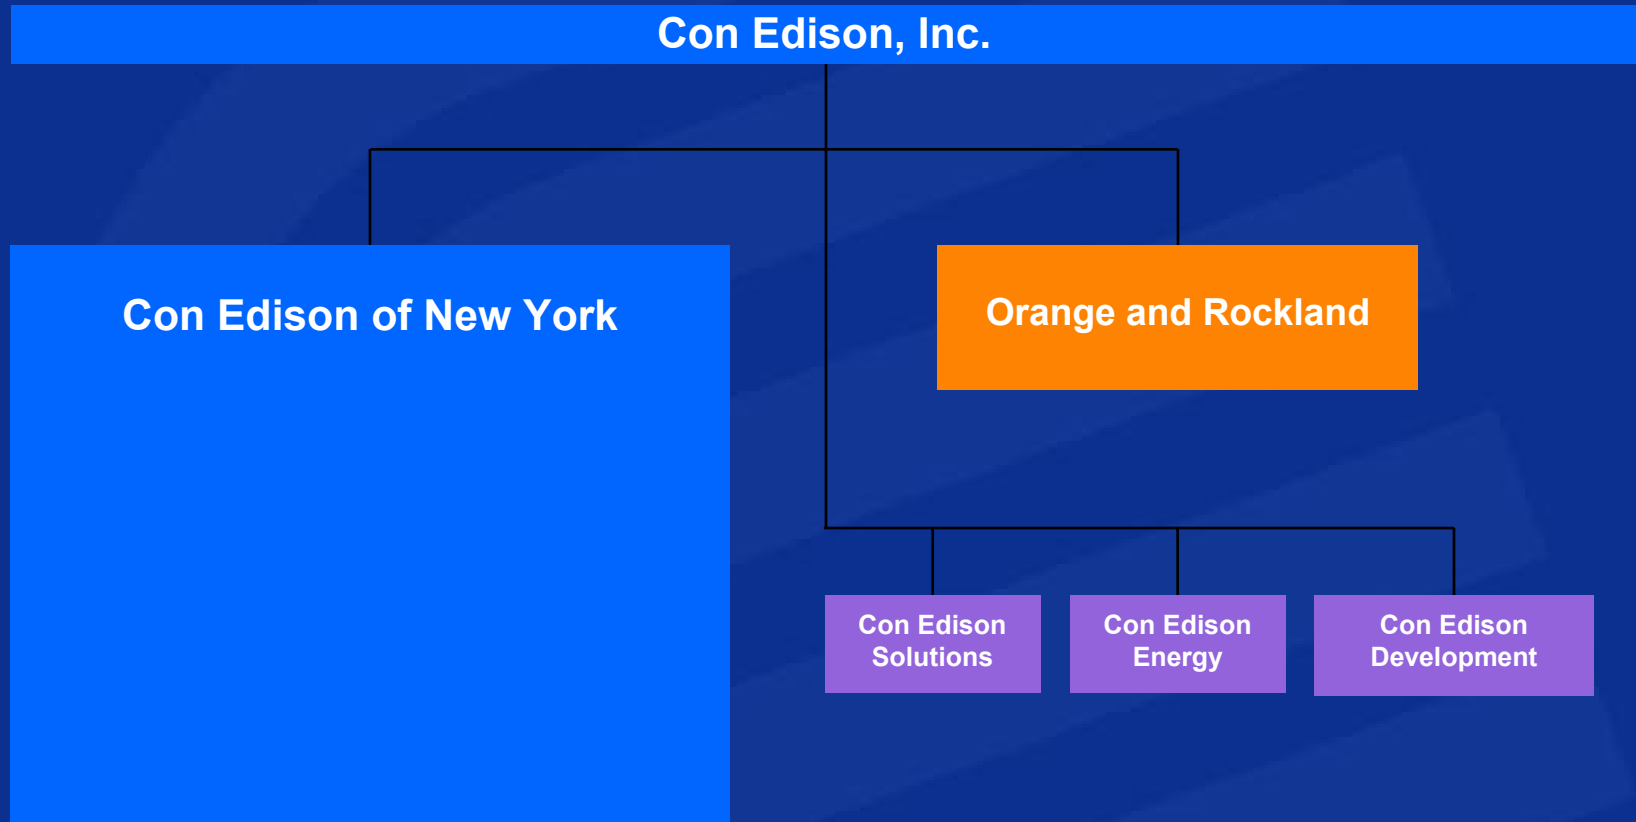 Con Edison, Inc.
Con Edison of New York
Orange and Rockland
Con Edison
Solutions
Con Edison
Energy
Con Edison
Development